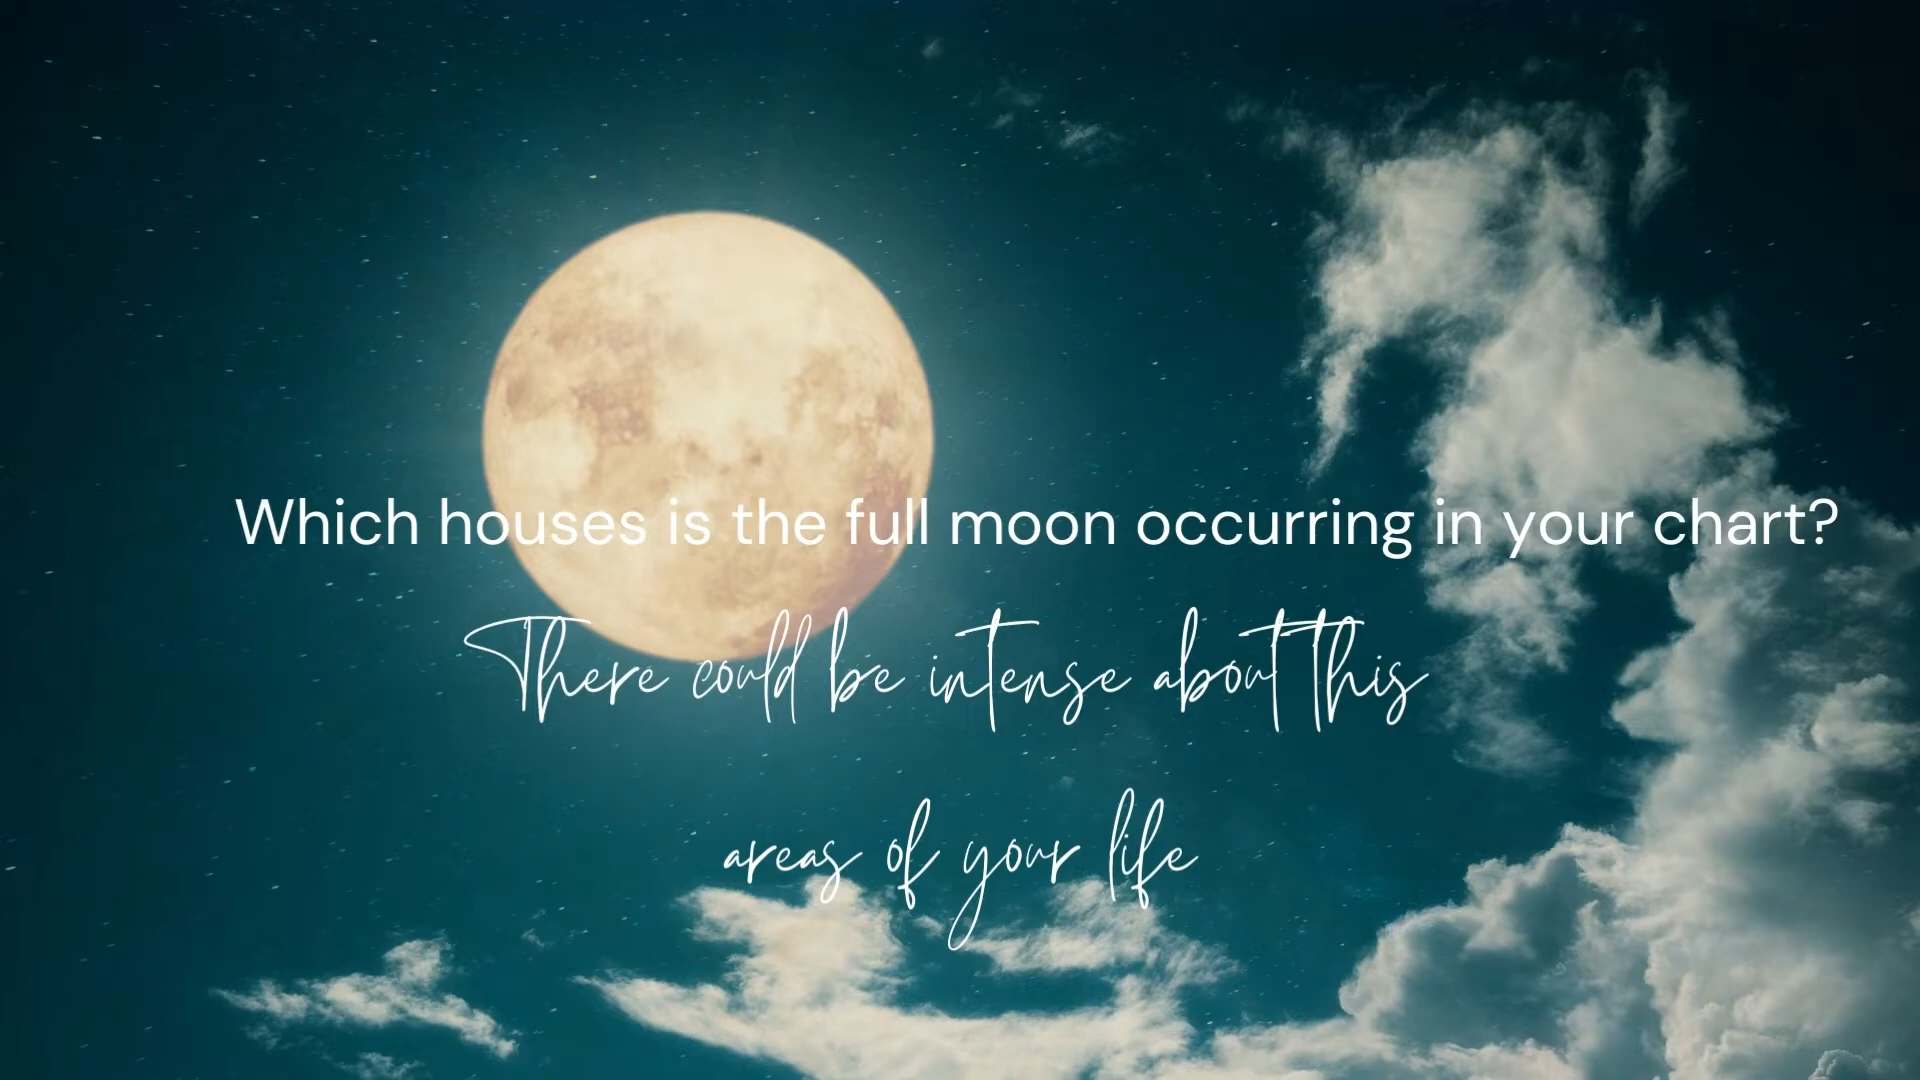 Which houses is the full moon occurring in your chart?
There could be intense about this
areas of your life